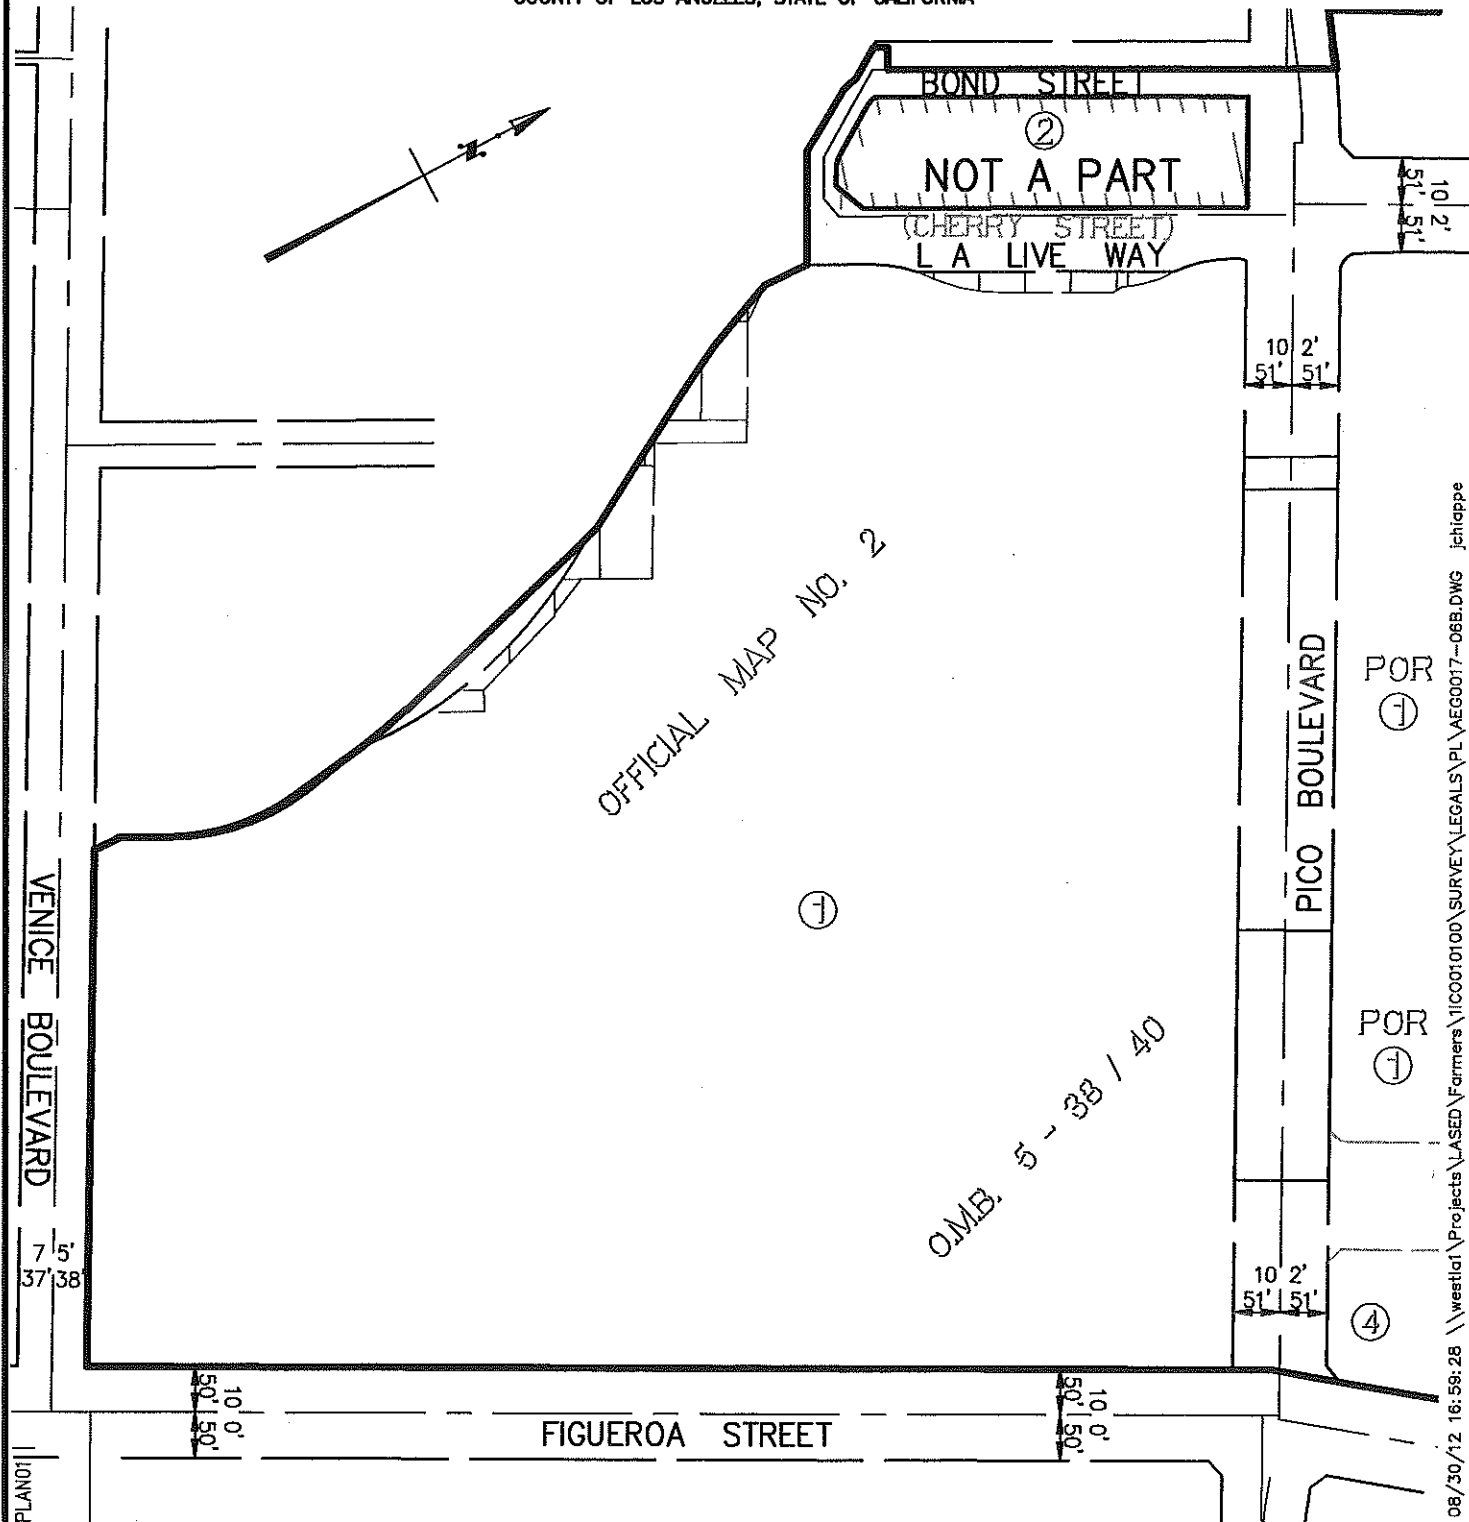 COUNTY OF LOS ANGELES, STATE OF CALIFORNIA
BOND STREET
2
NOT A PART
(CHERRY STREET)
L A LIVE WAY
N
10 2'
51' 51'
10 2'
51' 51'
OFFICIAL MAP NO. 2
PICO BOULEVARD
POR
1
1
POR
1
O.M.B. 5 - 38 / 40
VENICE BOULEVARD
7 5'
37' 38'
10 2'
51' 51'
4
10 0'
50' 50'
10 0'
50' 50'
FIGUEROA STREET
PLAN01
08/30/12 16:59:28 \\westla1\Projects\LASED\Farmers\1IC0010100\SURVEY\LEGALS\PL\AEG0017-06B.DWG jchiappe